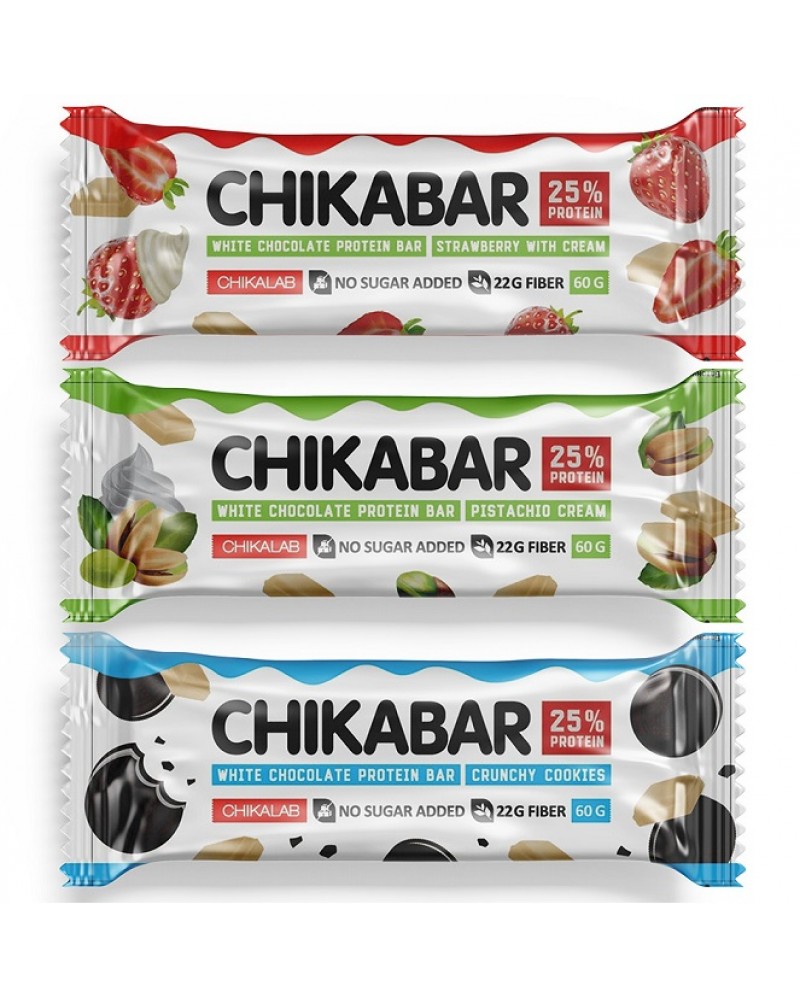 CHIKABAR 25% PROTEIN
WHITE CHOCOLATE PROTEIN BAR STRAWBERRY WITH CREAM
CHIKALAB NO SUGAR ADDED 22G FIBER 60 G
CHIKABAR 25% PROTEIN
WHITE CHOCOLATE PROTEIN BAR PISTACHIO CREAM
CHIKALAB NO SUGAR ADDED 22G FIBER 60 G
CHIKABAR 25% PROTEIN
WHITE CHOCOLATE PROTEIN BAR CRUNCHY COOKIES
CHIKALAB NO SUGAR ADDED 22G FIBER 60 G